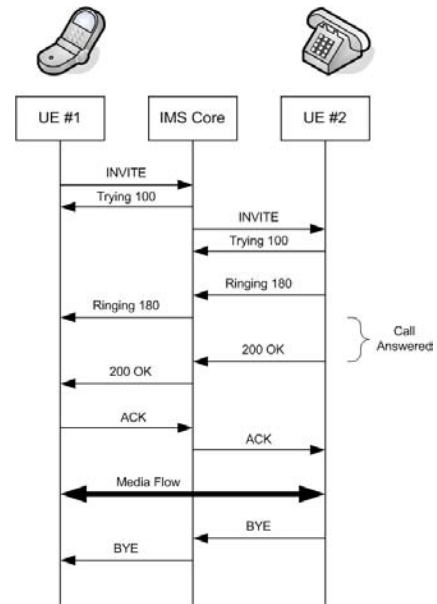 UE #1
IMS Core
UE #2
INVITE
Trying 100
INVITE
Trying 100
Ringing 180
Ringing 180
Call
Answered
200 OK
200 OK
ACK
ACK
Media Flow
BYE
BYE